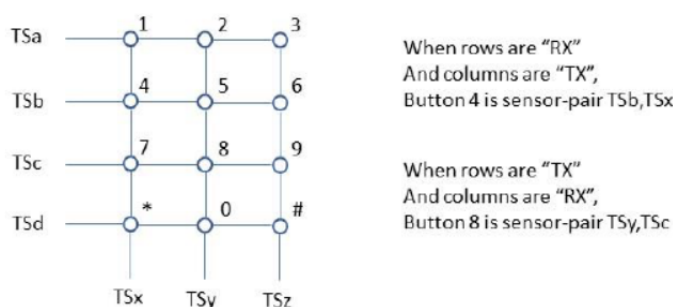 TSa 1 2 3
TSb 4 5 6
TSc 7 8 9
TSd * 0 #
TSx TSy TSz
When rows are “RX”
And columns are “TX”,
Button 4 is sensor-pair TSb,TSx
When rows are “TX”
And columns are “RX”,
Button 8 is sensor-pair TSy,TSc